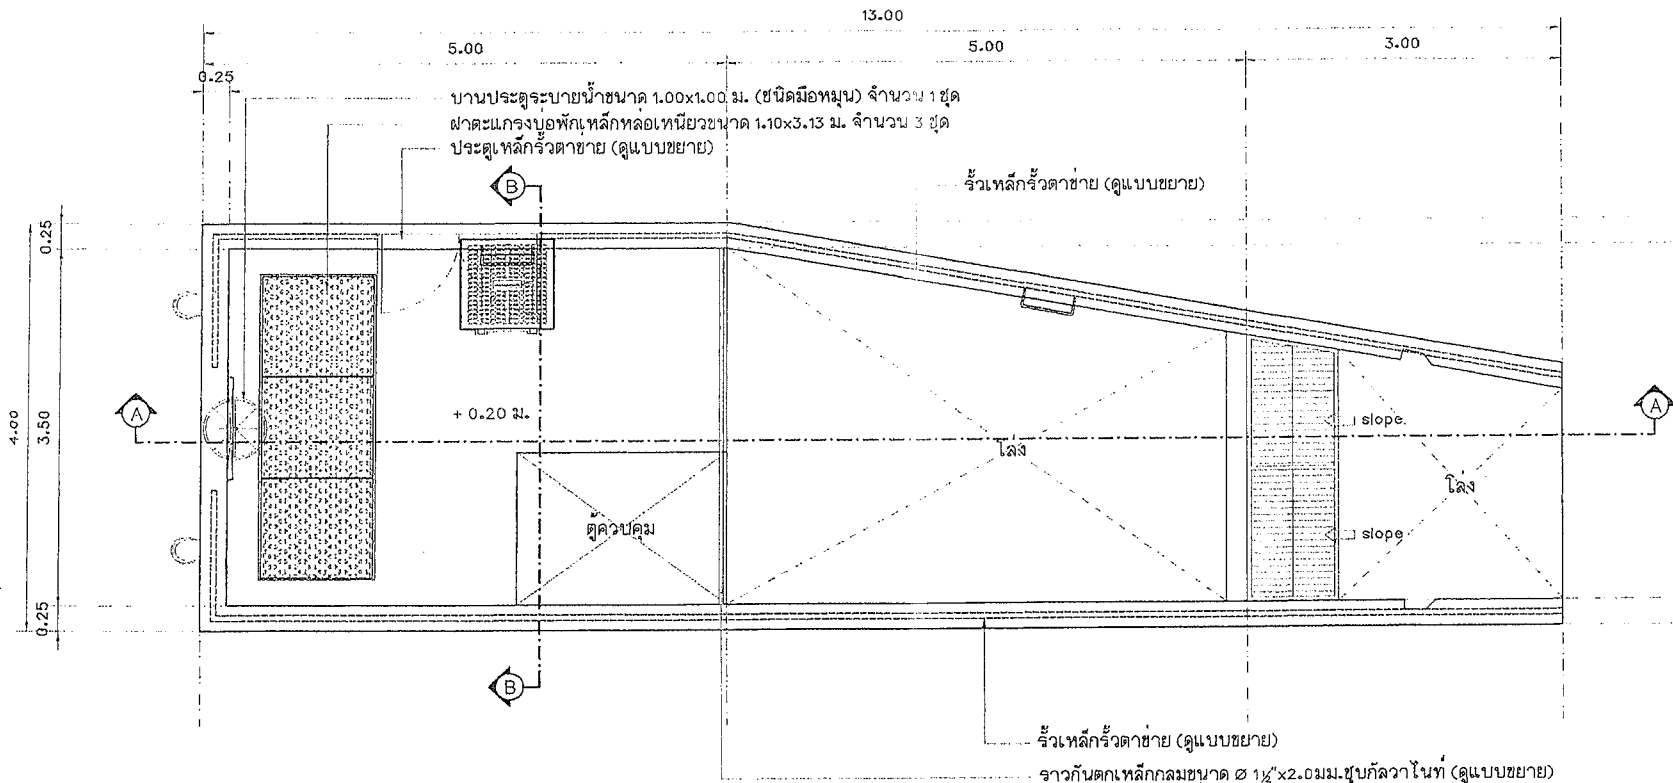 13.00
5.00
5.00
3.00
0.25
บานประตูระบายน้ำขนาด 1.00x1.00 ม. (ชนิดมือหมุน) จำนวน 1 ชุด
ฝาตะแกรงบ่อพักเหล็กหล่อเหนียวขนาด 1.10x3.13 ม. จำนวน 3 ชุด
ประตูเหล็กรั้วตาข่าย (ดูแบบขยาย)
B
รั้วเหล็กรั้วตาข่าย (ดูแบบขยาย)
0.25
4.00
3.50
0.25
A
+ 0.20 ม.
A
slope.
โล่ง
โล่ง
ตู้ควบคุม
slope
B
รั้วเหล็กรั้วตาข่าย (ดูแบบขยาย)
ราวกันตกเหล็กกลมขนาด Ø 1½"x2.0มม.ชุบกัลวาไนท์ (ดูแบบขยาย)